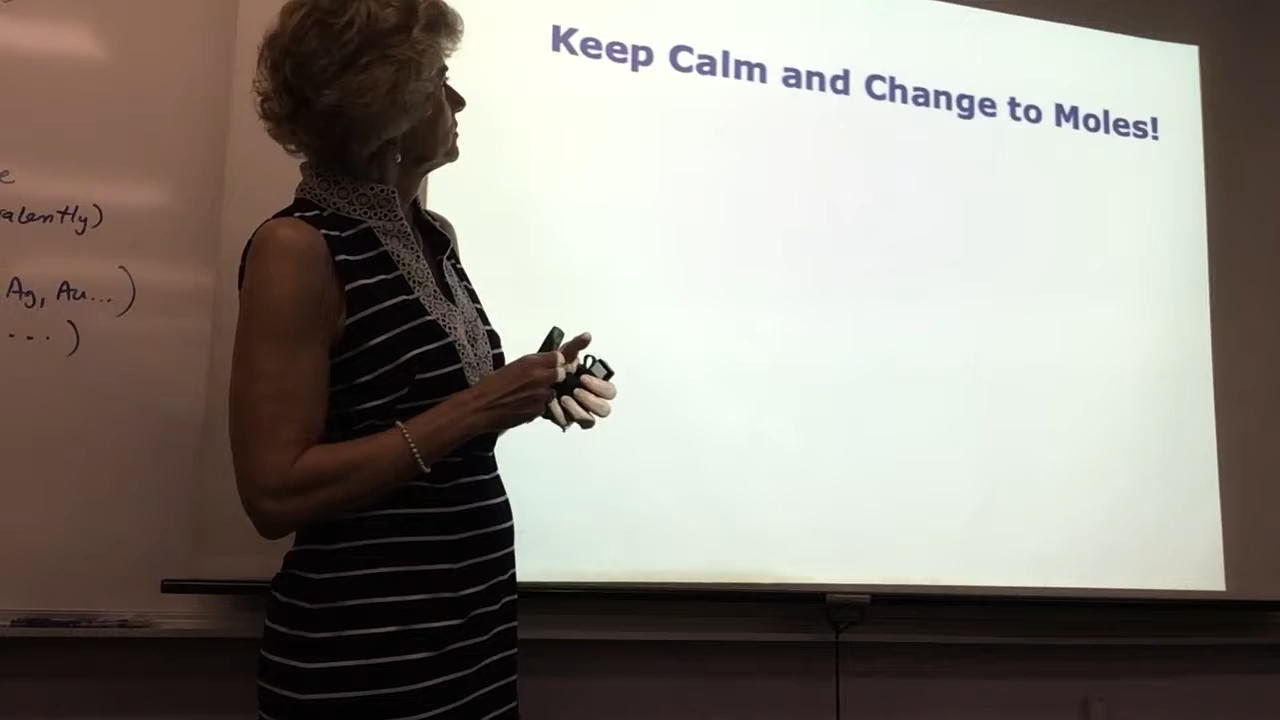 Keep Calm and Change to Moles!
alently)
Ag, Au...)
...)